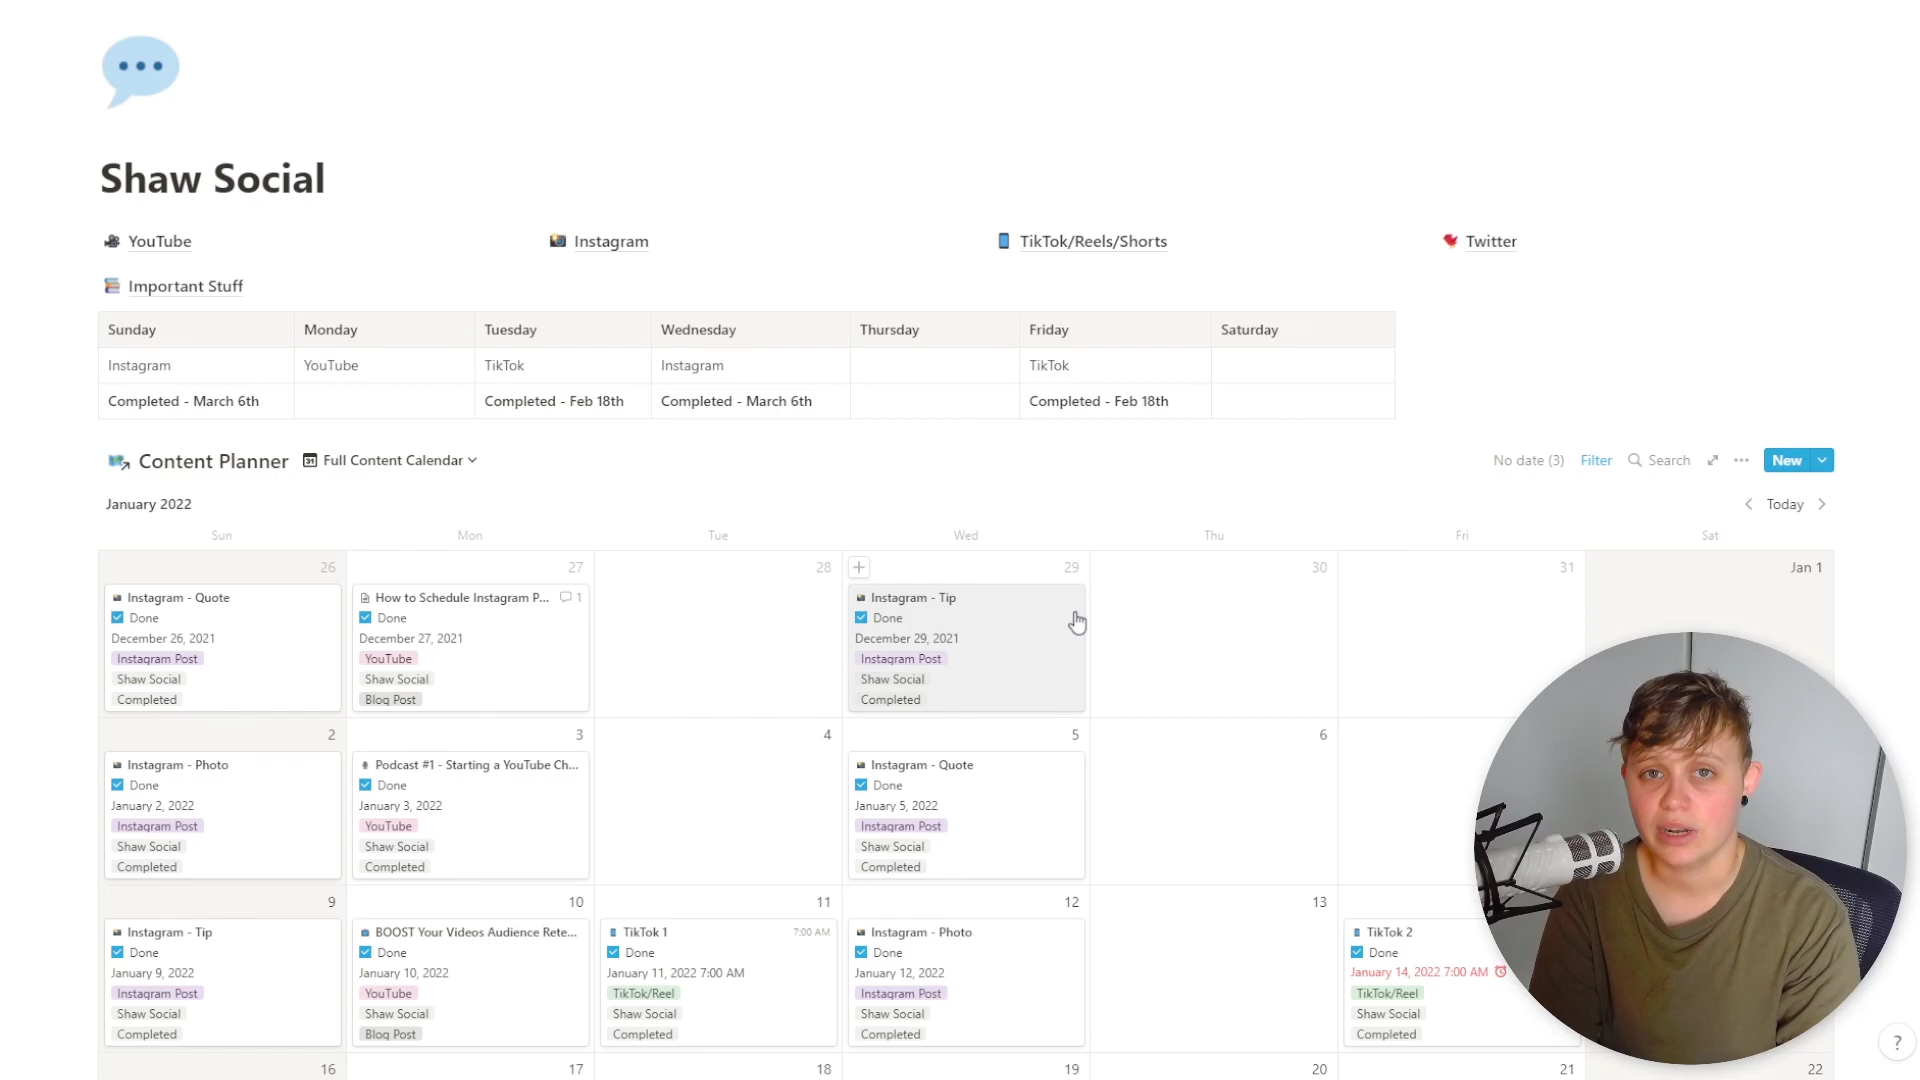 Shaw Social
YouTube
Instagram
TikTok/Reels/Shorts
Twitter
Important Stuff
Sunday Monday Tuesday Wednesday Thursday Friday Saturday
Instagram YouTube TikTok Instagram TikTok
Completed - March 6th Completed - Feb 18th Completed - March 6th Completed - Feb 18th
Content Planner 31 Full Content Calendar
No date (3) Filter Search ••• New
January 2022
Today
Sun Mon Tue Wed Thu Fri Sat
26 27 28 29 30 31 Jan 1
Instagram - Quote
Done
December 26, 2021
Instagram Post
Shaw Social
Completed
How to Schedule Instagram P... 1
Done
December 27, 2021
YouTube
Shaw Social
Blog Post
Instagram - Tip
Done
December 29, 2021
Instagram Post
Shaw Social
Completed
2 3 4 5 6
Instagram - Photo
Done
January 2, 2022
Instagram Post
Shaw Social
Completed
Podcast #1 - Starting a YouTube Ch...
Done
January 3, 2022
YouTube
Shaw Social
Completed
Instagram - Quote
Done
January 5, 2022
Instagram Post
Shaw Social
Completed
9 10 11 12 13
Instagram - Tip
Done
January 9, 2022
Instagram Post
Shaw Social
Completed
BOOST Your Videos Audience Rete...
Done
January 10, 2022
YouTube
Shaw Social
Blog Post
TikTok 1 7:00 AM
Done
January 11, 2022 7:00 AM
TikTok/Reel
Shaw Social
Completed
Instagram - Photo
Done
January 12, 2022
Instagram Post
Shaw Social
Completed
TikTok 2
Done
January 14, 2022 7:00 AM
TikTok/Reel
Shaw Social
Completed
16 17 18 19 20 21 22
?